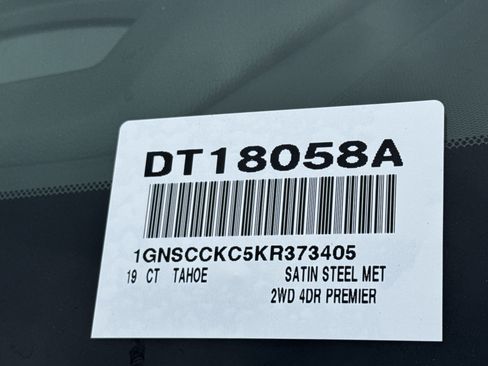 DT18058A
1GNSCCKC5KR373405
19 CT TAHOE SATIN STEEL MET
2WD 4DR PREMIER